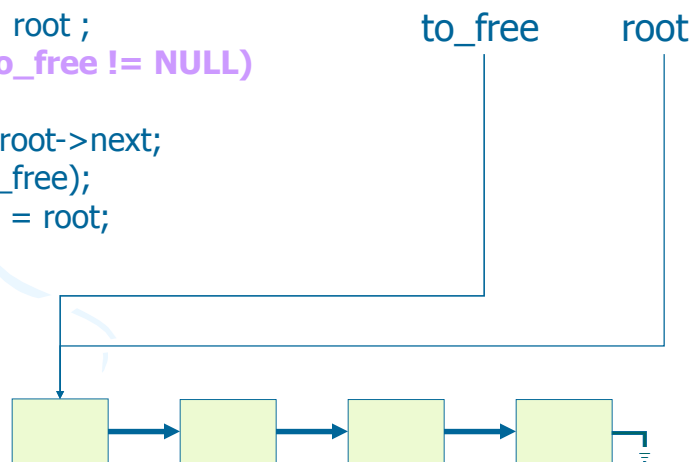 root ;
o_free != NULL)
root->next;
_free);
= root;
to_free root